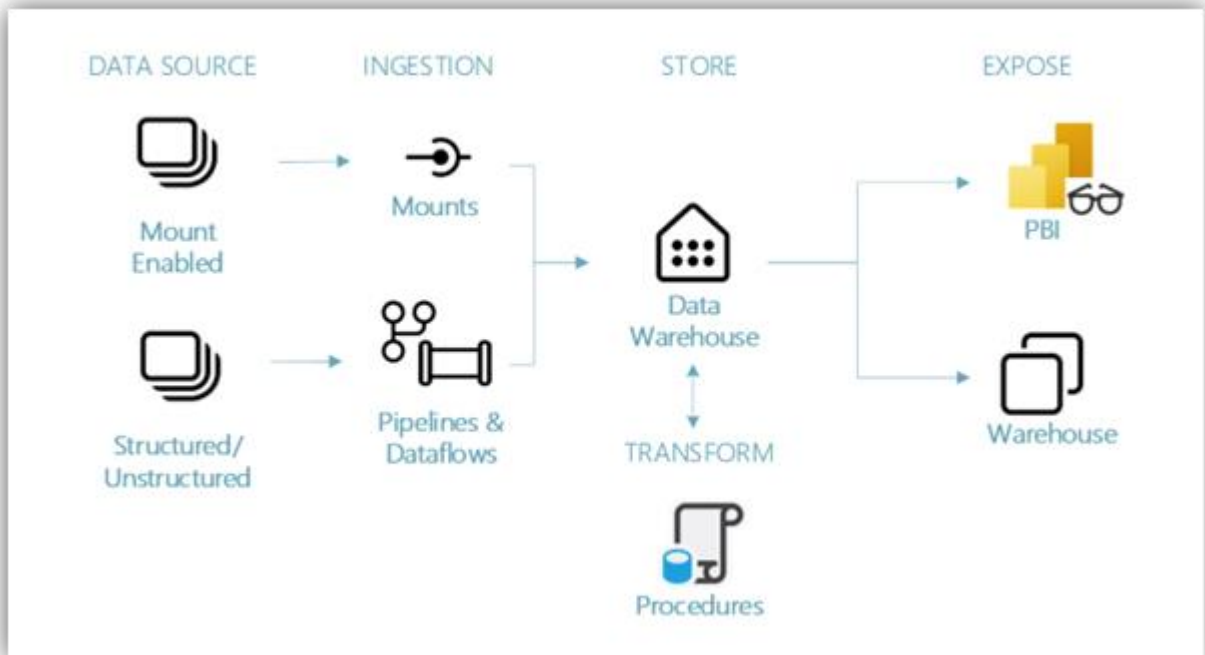 DATA SOURCE
INGESTION
STORE
EXPOSE
Mount
Enabled
Mounts
PBI
Data
Warehouse
Structured/
Unstructured
Pipelines &
Dataflows
TRANSFORM
Warehouse
Procedures